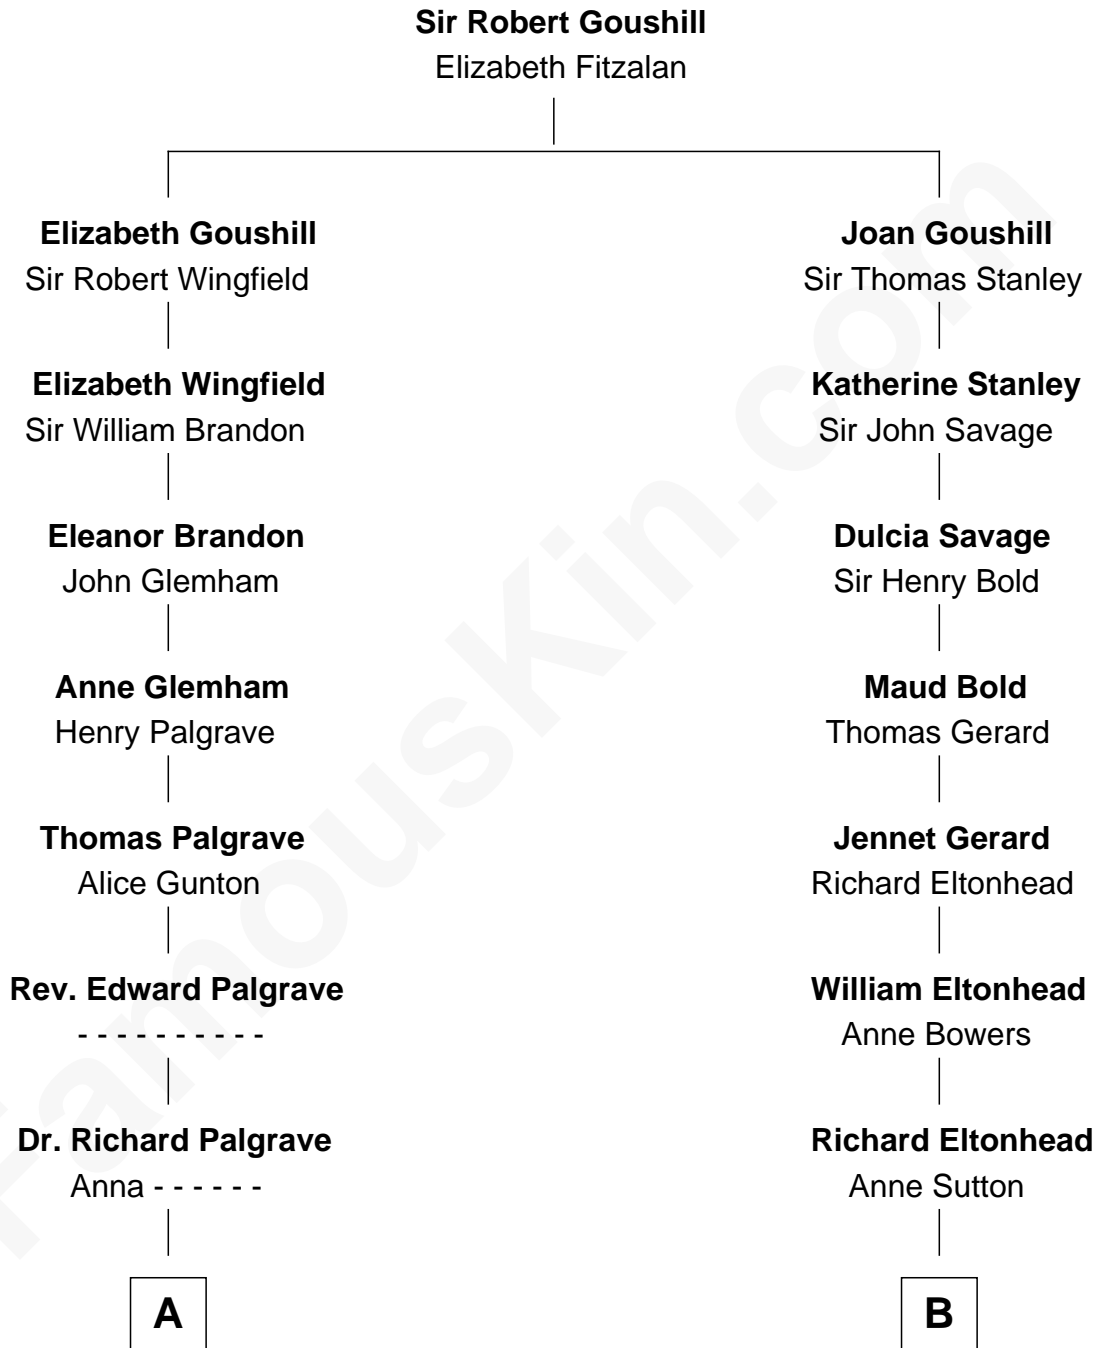 Sir Robert Goushill
Elizabeth Fitzalan
Elizabeth Goushill
Sir Robert Wingfield
Joan Goushill
Sir Thomas Stanley
Elizabeth Wingfield
Sir William Brandon
Katherine Stanley
Sir John Savage
Eleanor Brandon
John Glemham
Dulcia Savage
Sir Henry Bold
Anne Glemham
Henry Palgrave
Maud Bold
Thomas Gerard
Thomas Palgrave
Alice Gunton
Jennet Gerard
Richard Eltonhead
Rev. Edward Palgrave
- - - - - - - - - -
William Eltonhead
Anne Bowers
Dr. Richard Palgrave
Anna - - - - - -
Richard Eltonhead
Anne Sutton
A
B
FamousKin.com